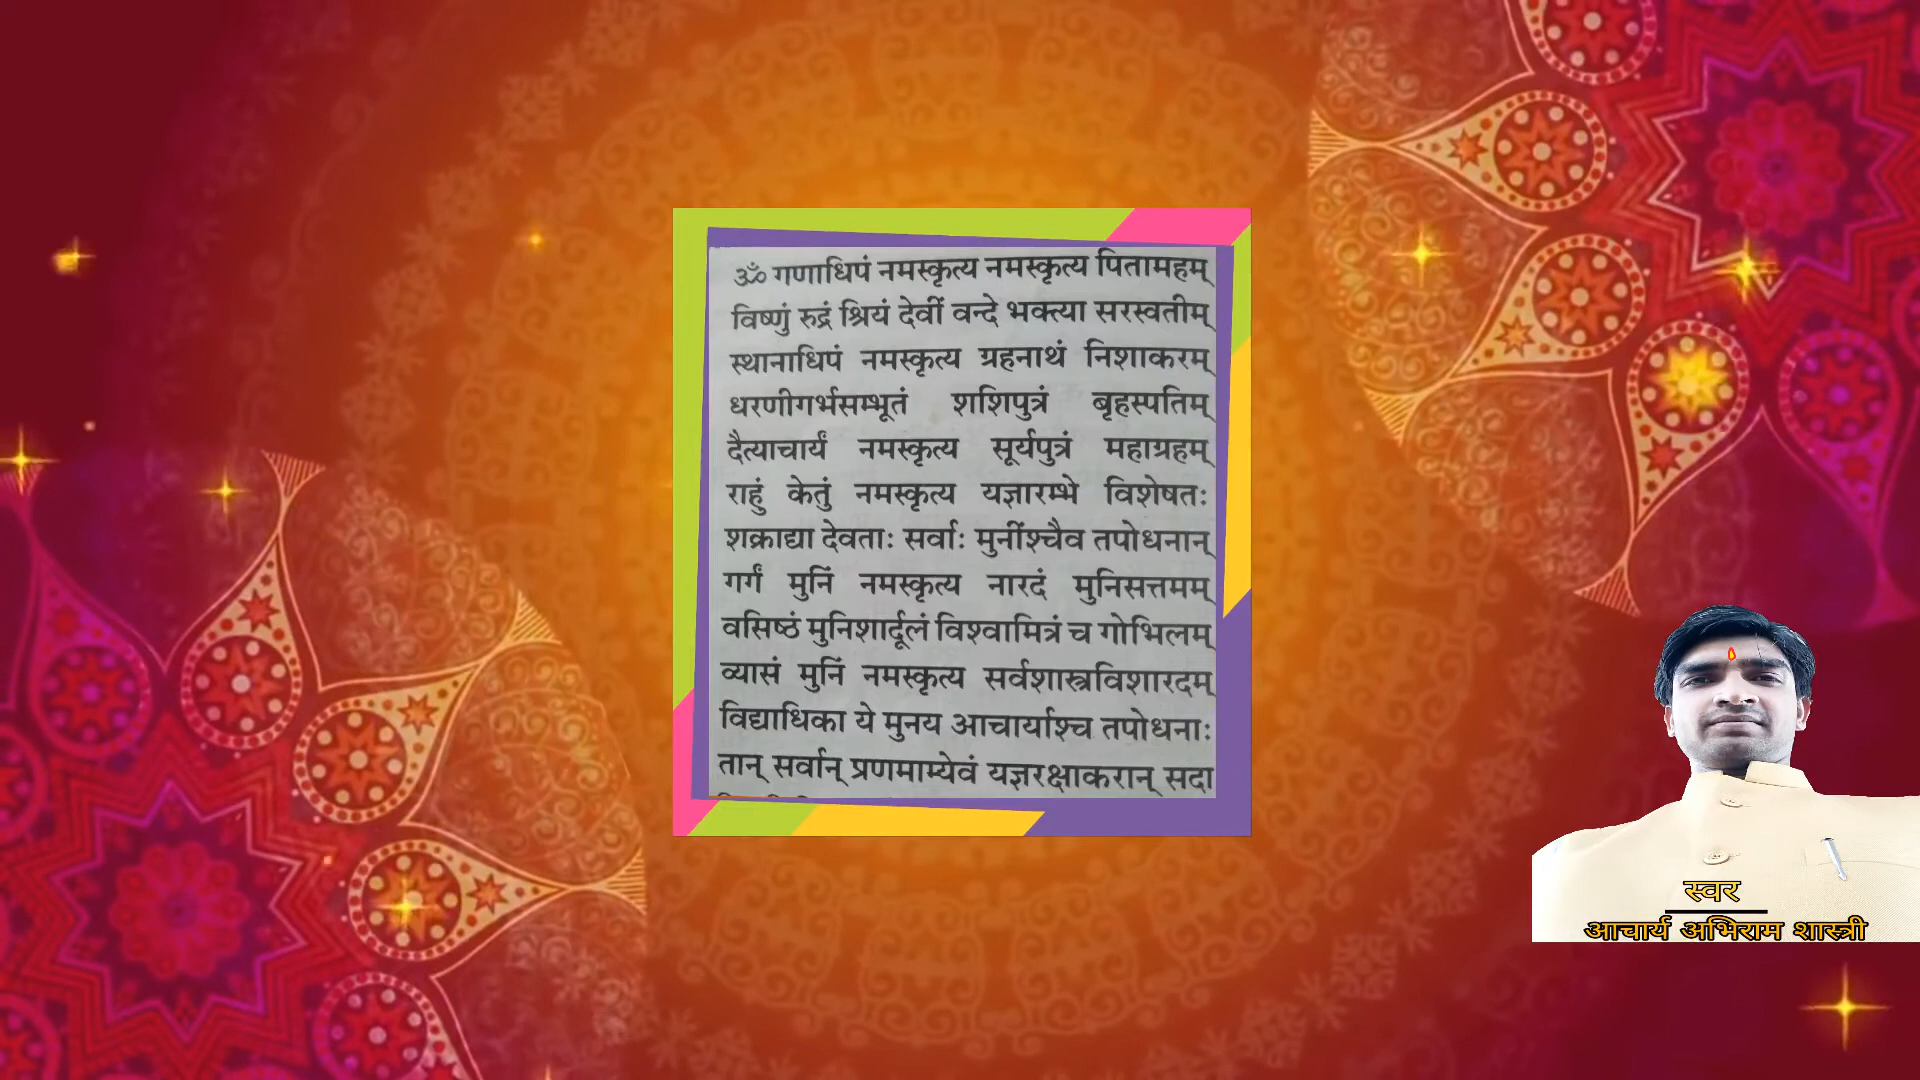 ॐ गणाधिपं नमस्कृत्य नमस्कृत्य पितामहम्
विष्णुं रुद्रं श्रियं देवीं वन्दे भक्त्या सरस्वतीम्
स्थानाधिपं नमस्कृत्य ग्रहनाथं निशाकरम्
धरणीगर्भसम्भूतं शशिपुत्रं बृहस्पतिम्
दैत्याचार्यं नमस्कृत्य सूर्यपुत्रं महाग्रहम्
राहुं केतुं नमस्कृत्य यज्ञारम्भे विशेषतः
शक्राद्या देवताः सर्वाः मुनींश्चैव तपोधनान्
गर्गं मुनिं नमस्कृत्य नारदं मुनिसत्तमम्
वसिष्ठं मुनिशार्दूलं विश्वामित्रं च गोभिलम्
व्यासं मुनिं नमस्कृत्य सर्वशास्त्रविशारदम्
विद्याधिका ये मुनय आचार्याश्च तपोधनाः
तान् सर्वान् प्रणमाम्येवं यज्ञरक्षाकरान् सदा
स्वर
आचार्य अभिराम शास्त्री